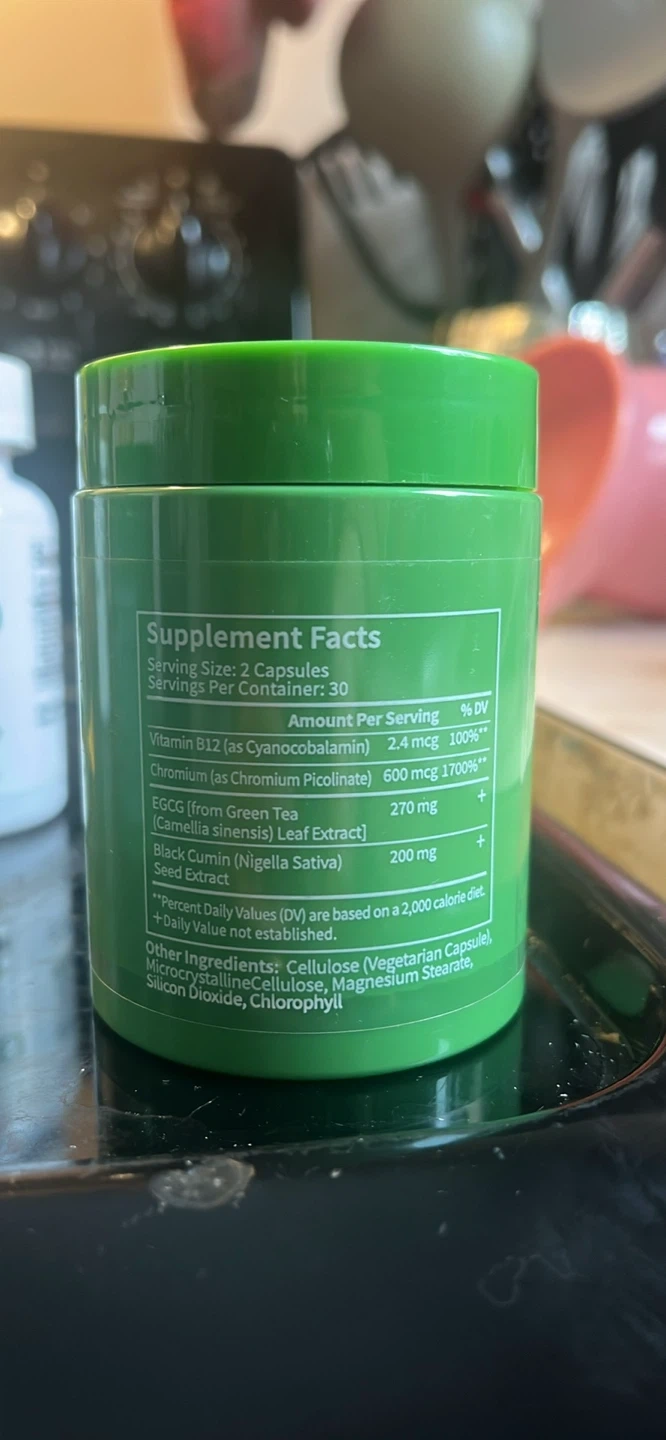 Supplement Facts
Serving Size: 2 Capsules
Servings Per Container: 30
Amount Per Serving % DV
Vitamin B12 (as Cyanocobalamin) 2.4 mcg 100%**
Chromium (as Chromium Picolinate) 600 mcg 1700%**
EGCG [from Green Tea 270 mg +
(Camellia sinensis) Leaf Extract]
Black Cumin (Nigella Sativa) 200 mg +
Seed Extract
**Percent Daily Values (DV) are based on a 2,000 calorie diet.
+Daily Value not established.
Other Ingredients: Cellulose (Vegetarian Capsule),
MicrocrystallineCellulose, Magnesium Stearate,
Silicon Dioxide, Chlorophyll